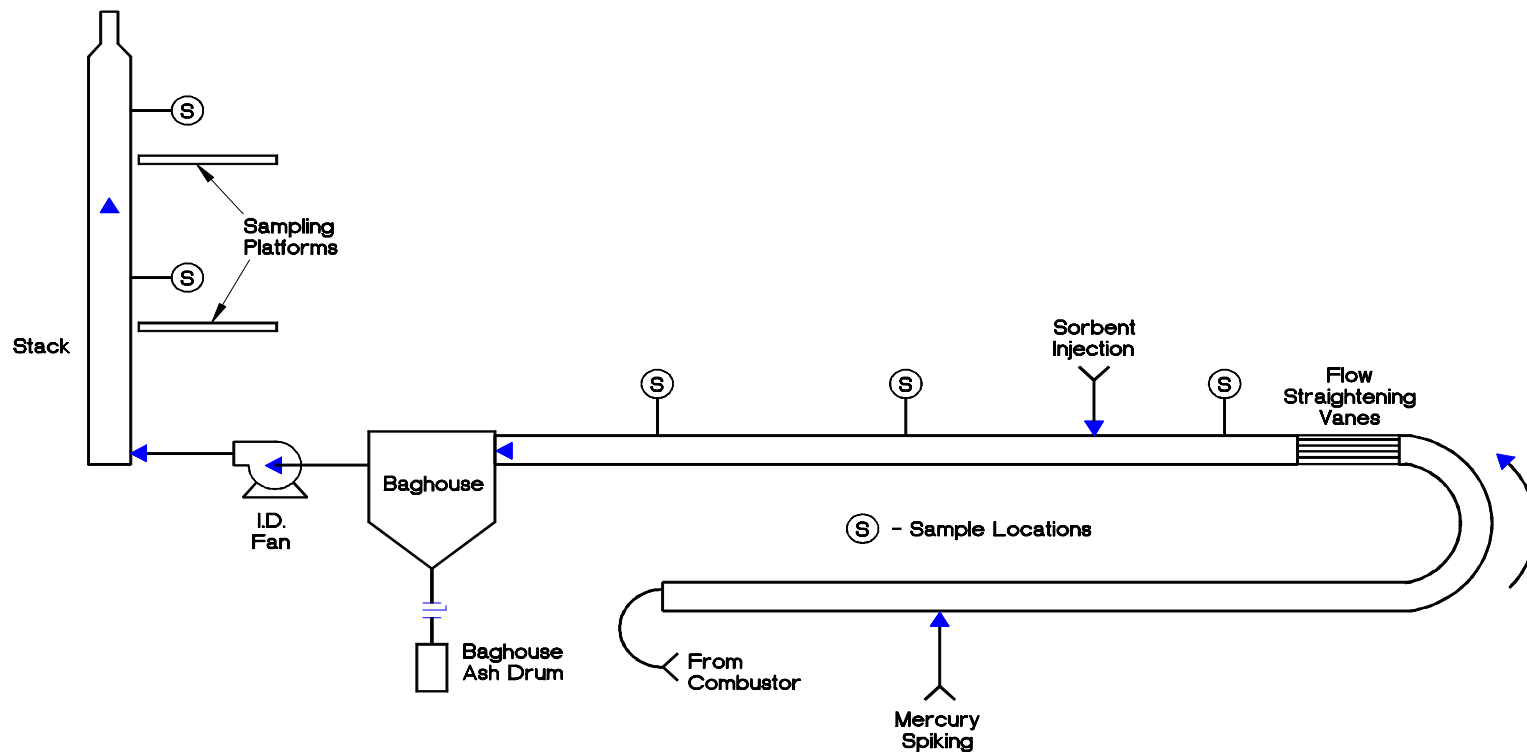 S
Sampling
Platforms
S
Stack
Sorbent
Injection
S
S
S
Flow
Straightening
Vanes
Baghouse
I.D.
Fan
S - Sample Locations
Baghouse
Ash Drum
From
Combustor
Mercury
Spiking